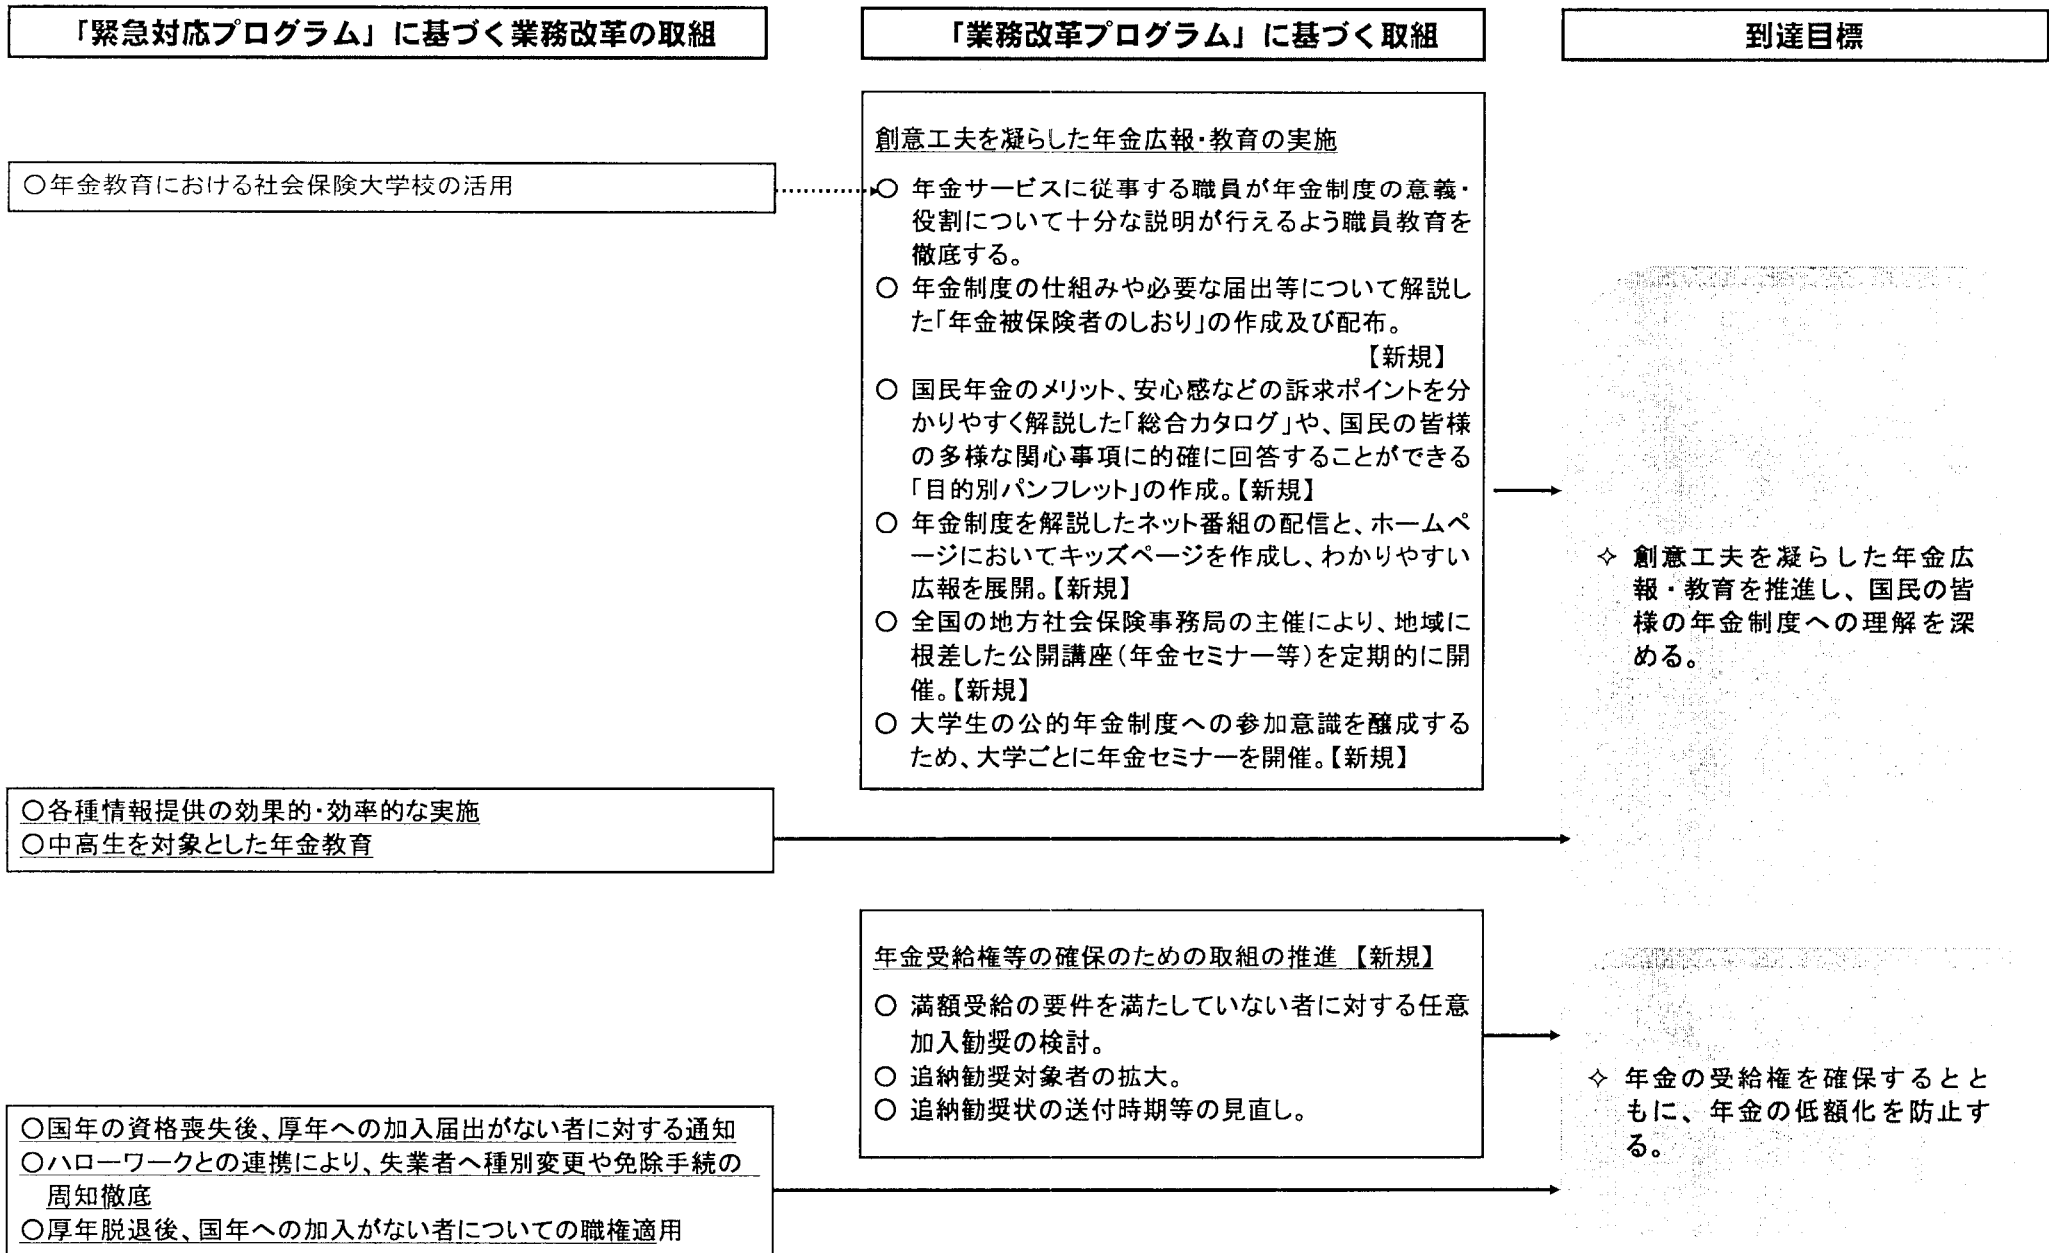 「緊急対応プログラム」に基づく業務改革の取組
「業務改革プログラム」に基づく取組
到達目標
○年金教育における社会保険大学校の活用
創意工夫を凝らした年金広報・教育の実施
○ 年金サービスに従事する職員が年金制度の意義・
役割について十分な説明が行えるよう職員教育を
徹底する。
○ 年金制度の仕組みや必要な届出等について解説し
た「年金被保険者のしおり」の作成及び配布。
【新規】
○ 国民年金のメリット、安心感などの訴求ポイントを分
かりやすく解説した「総合カタログ」や、国民の皆様
の多様な関心事項に的確に回答することができる
「目的別パンフレット」の作成。【新規】
○ 年金制度を解説したネット番組の配信と、ホームペ
ージにおいてキッズページを作成し、わかりやすい
広報を展開。【新規】
○ 全国の地方社会保険事務局の主催により、地域に
根差した公開講座(年金セミナー等)を定期的に開
催。【新規】
○ 大学生の公的年金制度への参加意識を醸成する
ため、大学ごとに年金セミナーを開催。【新規】
✧ 創意工夫を凝らした年金広
報・教育を推進し、国民の皆
様の年金制度への理解を深
める。
○各種情報提供の効果的・効率的な実施
○中高生を対象とした年金教育
年金受給権等の確保のための取組の推進 【新規】
○ 満額受給の要件を満たしていない者に対する任意
加入勧奨の検討。
○ 追納勧奨対象者の拡大。
○ 追納勧奨状の送付時期等の見直し。
✧ 年金の受給権を確保するとと
もに、年金の低額化を防止す
る。
○国年の資格喪失後、厚年への加入届出がない者に対する通知
○ハローワークとの連携により、失業者へ種別変更や免除手続の
周知徹底
○厚年脱退後、国年への加入がない者についての職権適用